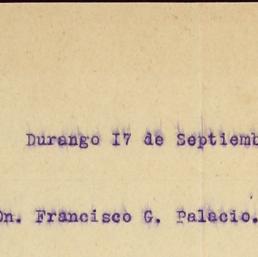 Durango I7 de Septiemb
Dn. Francisco G. Palacio.